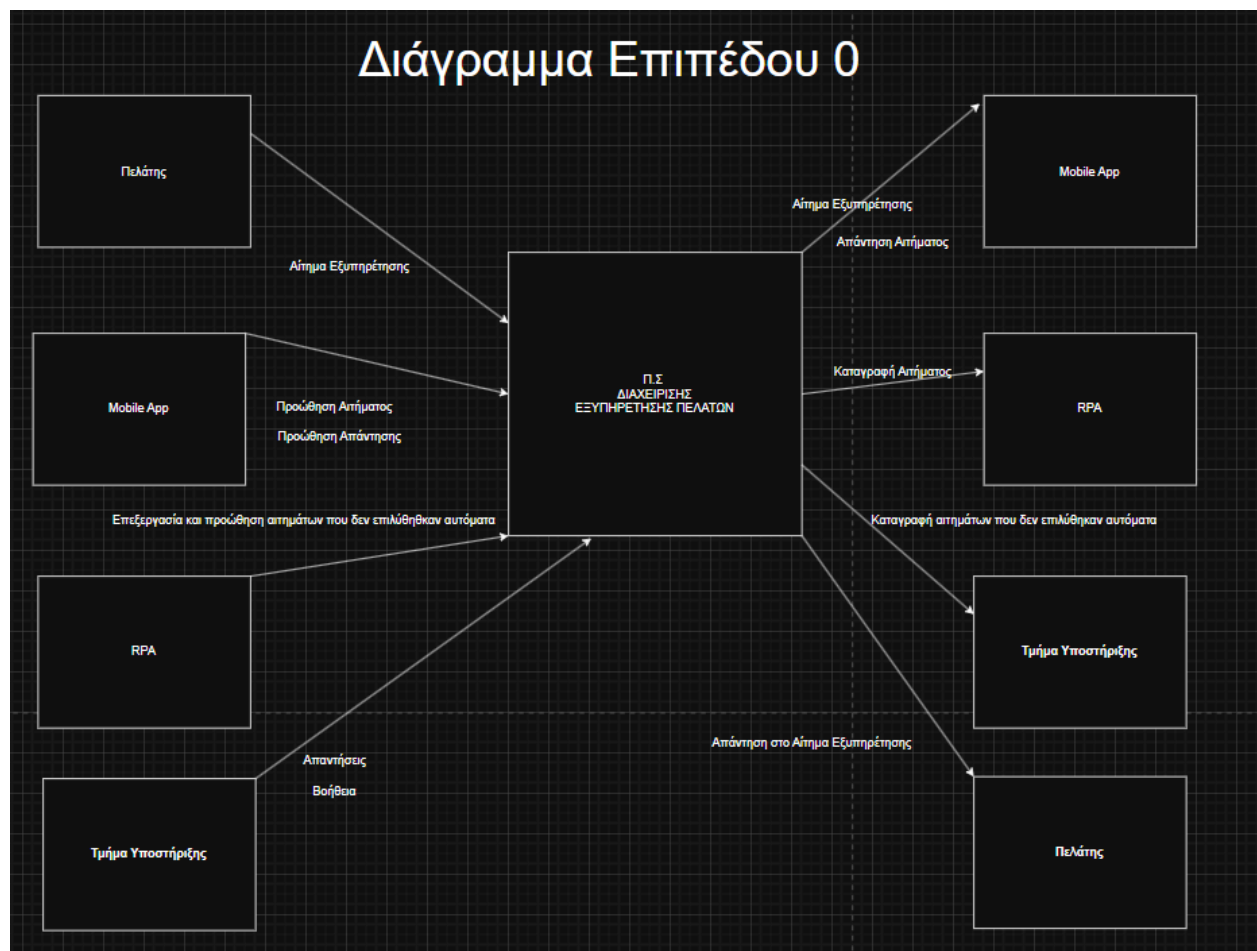 Διάγραμμα Επιπέδου 0
Πελάτης
Mobile App
Αίτημα Εξυπηρέτησης
Απάντηση Αιτήματος
Αίτημα Εξυπηρέτησης
Π.Σ
ΔΙΑΧΕΙΡΙΣΗΣ
ΕΞΥΠΗΡΕΤΗΣΗΣ ΠΕΛΑΤΩΝ
Καταγραφή Αιτήματος
Mobile App
Προώθηση Αιτήματος
Προώθηση Απάντησης
RPA
Επεξεργασία και προώθηση αιτημάτων που δεν επιλύθηθκαν αυτόματα
Καταγραφή αιτημάτων που δεν επιλύθηκαν αυτόματα
RPA
Τμήμα Υποστήριξης
Απάντηση στο Αίτημα Εξυπηρέτησης
Απαντήσεις
Βοήθεια
Τμήμα Υποστήριξης
Πελάτης